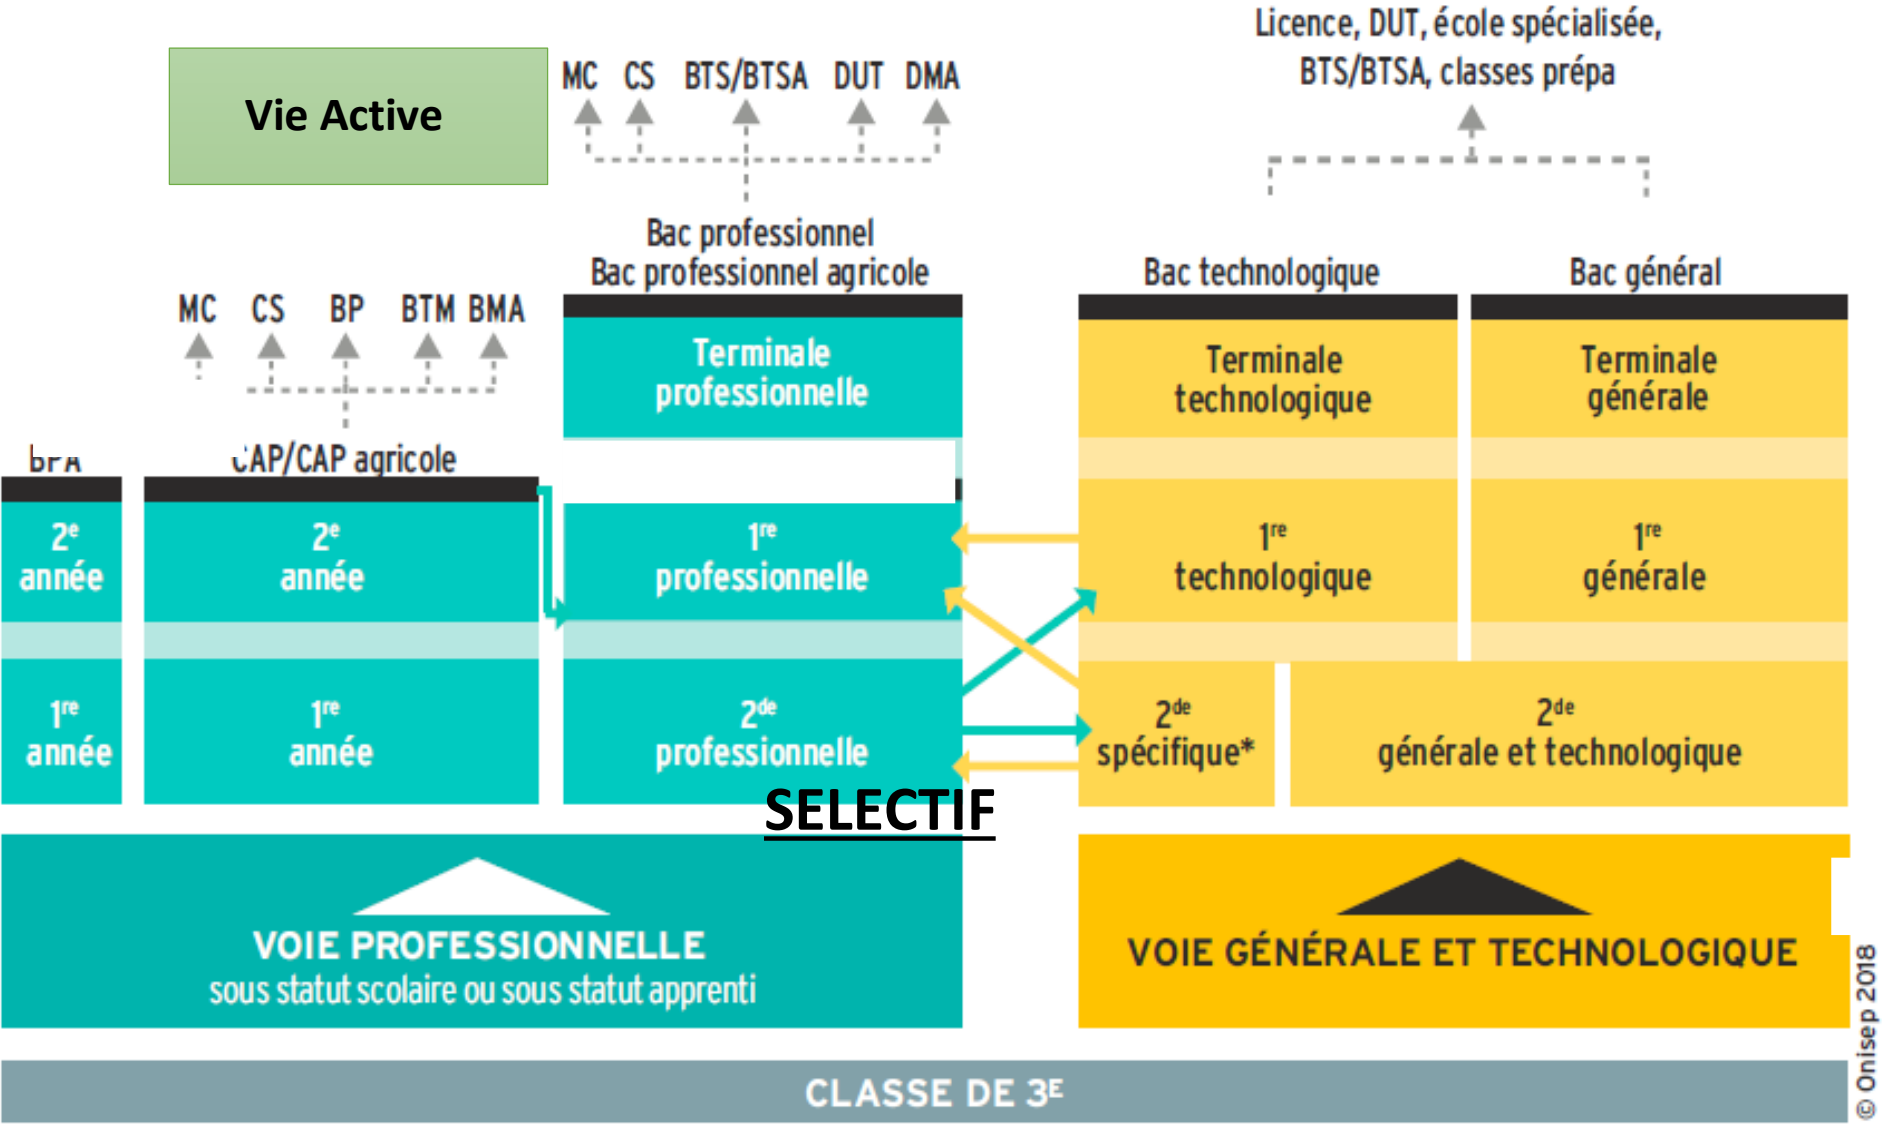 Licence, DUT, école spécialisée,
BTS/BTSA, classes prépa
MC CS BTS/BTSA DUT DMA
Vie Active
Bac professionnel
Bac professionnel agricole
Bac technologique
Bac général
MC CS BP BTM BMA
Terminale
professionnelle
Terminale
technologique
Terminale
générale
BPA
CAP/CAP agricole
2e
année
2e
année
1re
professionnelle
1re
technologique
1re
générale
1re
année
1re
année
2de
professionnelle
2de
spécifique*
2de
générale et technologique
SELECTIF
VOIE PROFESSIONNELLE
sous statut scolaire ou sous statut apprenti
VOIE GÉNÉRALE ET TECHNOLOGIQUE
CLASSE DE 3E
© Onisep 2018